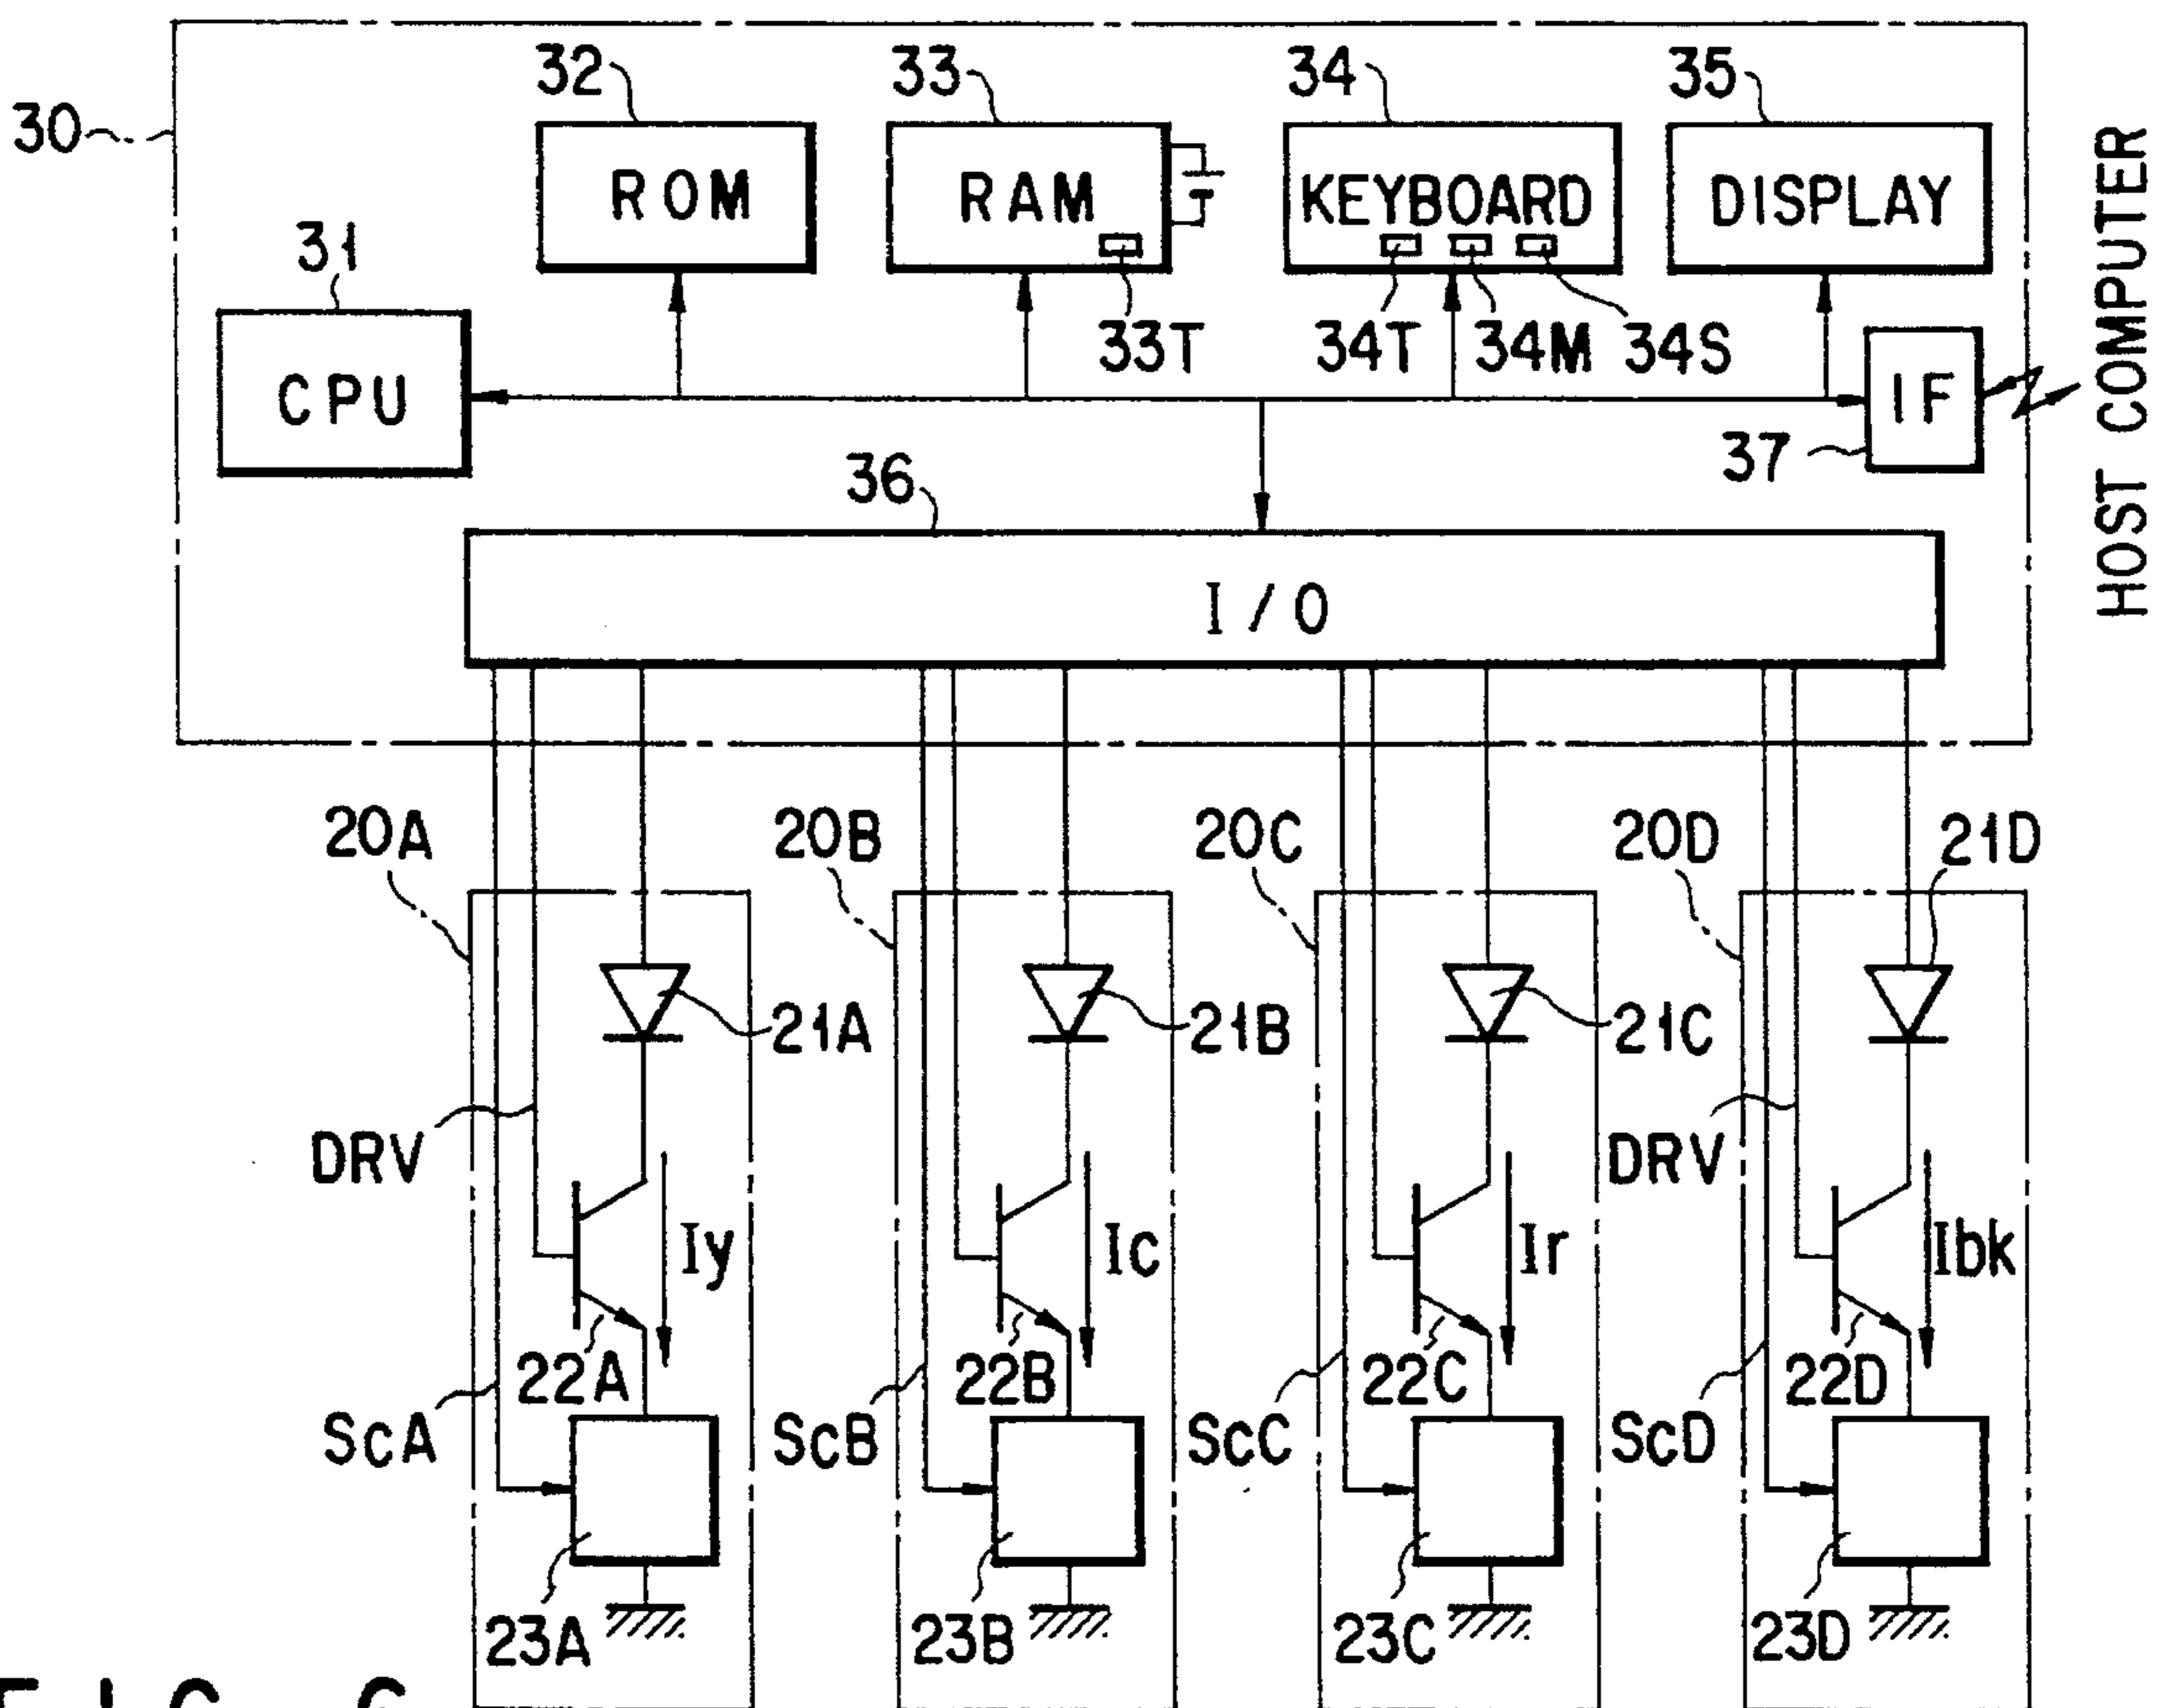 32
33
34
35
30
ROM
RAM
KEYBOARD
DISPLAY
HOST COMPUTER
31
33T
34T
34M
34S
CPU
IF
37
36
I/O
20A
20B
20C
20D
21D
21A
21B
21C
DRV
DRV
Iy
Ic
Ir
Ibk
22A
22B
22C
22D
ScA
ScB
ScC
ScD
23A
23B
23C
23D